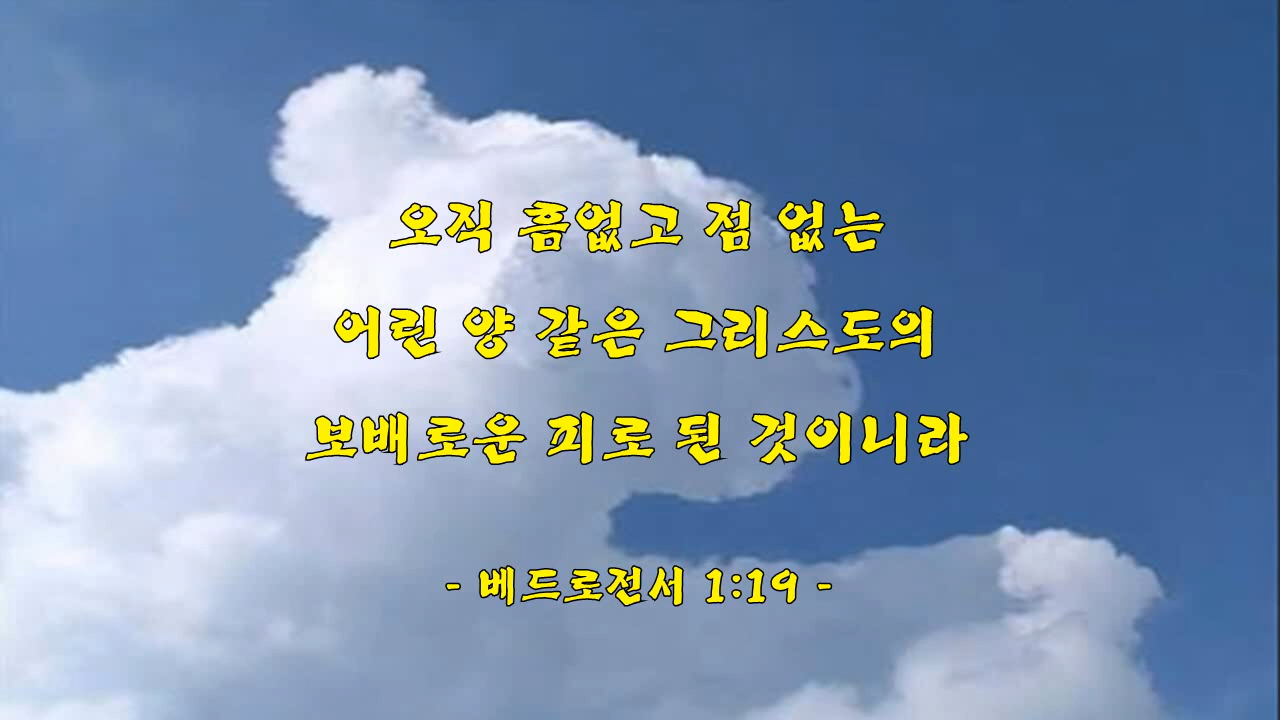 오직 흠없고 점 없는
어린 양 같은 그리스도의
보배로운 피로 된 것이니라
- 베드로전서 1:19 -